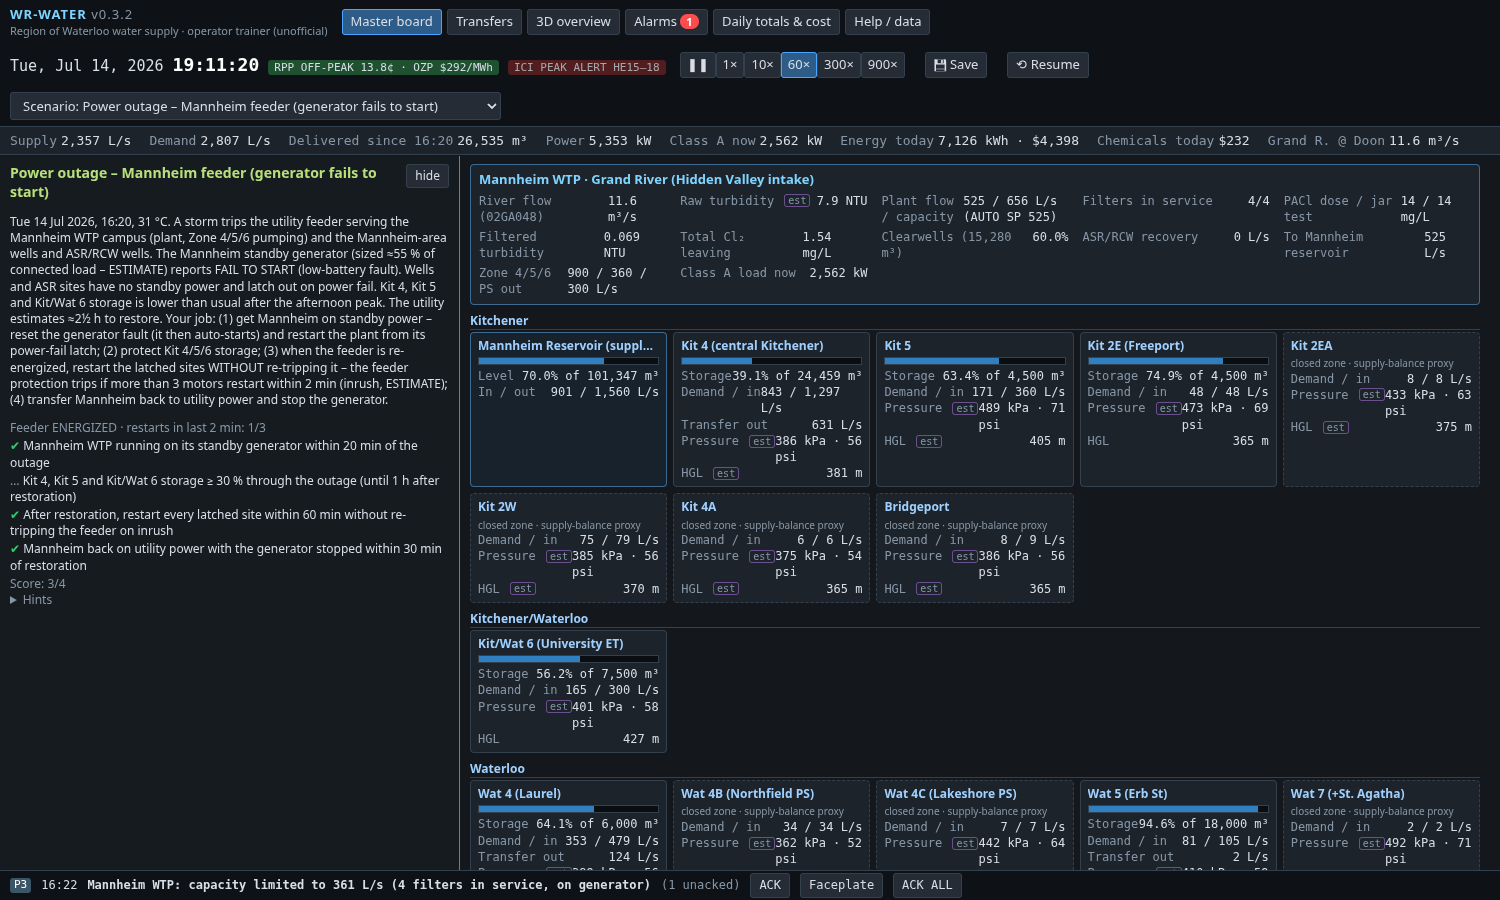 WR-WATER v0.3.2
Region of Waterloo water supply · operator trainer (unofficial)
Master board
Transfers
3D overview
Alarms 1
Daily totals & cost
Help / data
Tue, Jul 14, 2026 19:11:20 RPP OFF-PEAK 13.8¢ · OZP $292/MWh ICI PEAK ALERT HE15–18
❚❚ 1× 10× 60× 300× 900× 💾 Save ⟲ Resume
Scenario: Power outage – Mannheim feeder (generator fails to start)
Supply 2,357 L/s Demand 2,807 L/s Delivered since 16:20 26,535 m³ Power 5,353 kW Class A now 2,562 kW Energy today 7,126 kWh · $4,398 Chemicals today $232 Grand R. @ Doon 11.6 m³/s
Power outage – Mannheim feeder (generator fails to
start)
hide
Tue 14 Jul 2026, 16:20, 31 °C. A storm trips the utility feeder serving the
Mannheim WTP campus (plant, Zone 4/5/6 pumping) and the Mannheim-area
wells and ASR/RCW wells. The Mannheim standby generator (sized ≈55 % of
connected load – ESTIMATE) reports FAIL TO START (low-battery fault). Wells
and ASR sites have no standby power and latch out on power fail. Kit 4, Kit 5
and Kit/Wat 6 storage is lower than usual after the afternoon peak. The utility
estimates ≈2½ h to restore. Your job: (1) get Mannheim on standby power –
reset the generator fault (it then auto-starts) and restart the plant from its
power-fail latch; (2) protect Kit 4/5/6 storage; (3) when the feeder is re-
energized, restart the latched sites WITHOUT re-tripping it – the feeder
protection trips if more than 3 motors restart within 2 min (inrush, ESTIMATE);
(4) transfer Mannheim back to utility power and stop the generator.
Feeder ENERGIZED · restarts in last 2 min: 1/3
✔ Mannheim WTP running on its standby generator within 20 min of the
outage
… Kit 4, Kit 5 and Kit/Wat 6 storage ≥ 30 % through the outage (until 1 h after
restoration)
✔ After restoration, restart every latched site within 60 min without re-
tripping the feeder on inrush
✔ Mannheim back on utility power with the generator stopped within 30 min
of restoration
Score: 3/4
▶ Hints
Mannheim WTP · Grand River (Hidden Valley intake)
River flow 11.6
(02GA048) m³/s
Raw turbidity est 7.9 NTU
Plant flow 525 / 656 L/s
/ capacity (AUTO SP 525)
Filters in service 4/4
PACl dose / jar 14 / 14
test mg/L
Filtered 0.069
turbidity NTU
Total Cl₂ 1.54
leaving mg/L
Clearwells (15,280 60.0%
m³)
ASR/RCW recovery 0 L/s
To Mannheim 525
reservoir L/s
Zone 4/5/6 900 / 360 /
PS out 300 L/s
Class A load now 2,562 kW
Kitchener
Mannheim Reservoir (suppl…
Level 70.0% of 101,347 m³
In / out 901 / 1,560 L/s
Kit 4 (central Kitchener)
Storage 39.1% of 24,459 m³
Demand / in 843 / 1,297
L/s
Transfer out 631 L/s
Pressure est 386 kPa · 56
psi
HGL est 381 m
Kit 5
Storage 63.4% of 4,500 m³
Demand / in 171 / 360 L/s
Pressure est 489 kPa · 71
psi
HGL est 405 m
Kit 2E (Freeport)
Storage 74.9% of 4,500 m³
Demand / in 48 / 48 L/s
Pressure est 473 kPa · 69
psi
HGL 365 m
Kit 2EA
closed zone · supply-balance proxy
Demand / in 8 / 8 L/s
Pressure est 433 kPa · 63
psi
HGL est 375 m
Kit 2W
closed zone · supply-balance proxy
Demand / in 75 / 79 L/s
Pressure est 385 kPa · 56
psi
HGL est 370 m
Kit 4A
closed zone · supply-balance proxy
Demand / in 6 / 6 L/s
Pressure est 375 kPa · 54
psi
HGL est 365 m
Bridgeport
closed zone · supply-balance proxy
Demand / in 8 / 9 L/s
Pressure est 386 kPa · 56
psi
HGL est 365 m
Kitchener/Waterloo
Kit/Wat 6 (University ET)
Storage 56.2% of 7,500 m³
Demand / in 165 / 300 L/s
Pressure est 401 kPa · 58
psi
HGL 427 m
Waterloo
Wat 4 (Laurel)
Storage 64.1% of 6,000 m³
Demand / in 353 / 479 L/s
Transfer out 124 L/s
Wat 4B (Northfield PS)
closed zone · supply-balance proxy
Demand / in 34 / 34 L/s
Pressure est 362 kPa · 52
psi
Wat 4C (Lakeshore PS)
closed zone · supply-balance proxy
Demand / in 7 / 7 L/s
Pressure est 442 kPa · 64
psi
Wat 5 (Erb St)
Storage 94.6% of 18,000 m³
Demand / in 81 / 105 L/s
Transfer out 2 L/s
Wat 7 (+St. Agatha)
closed zone · supply-balance proxy
Demand / in 2 / 2 L/s
Pressure est 492 kPa · 71
psi
P3 16:22 Mannheim WTP: capacity limited to 361 L/s (4 filters in service, on generator) (1 unacked) ACK Faceplate ACK ALL